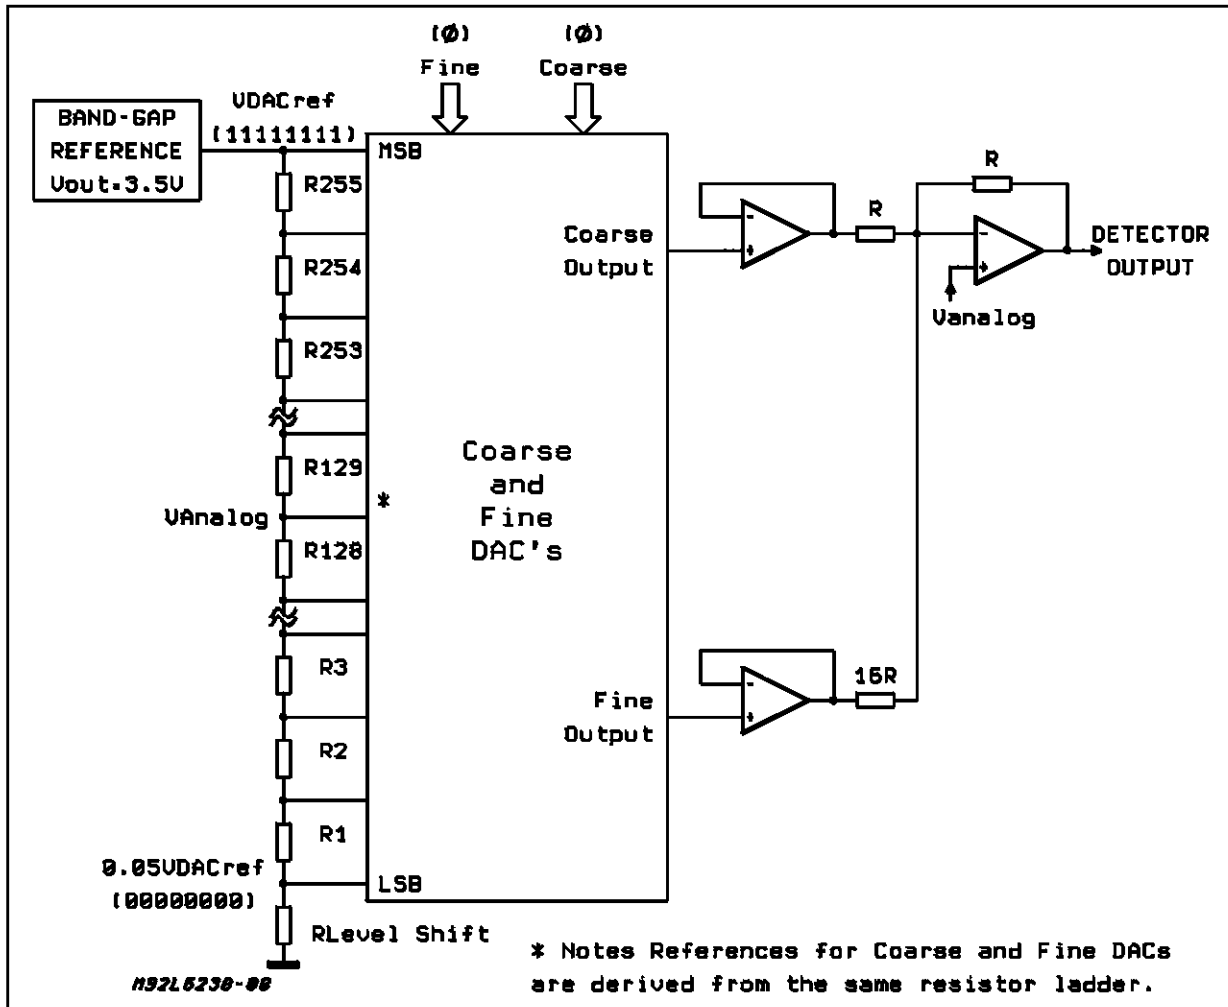 (Ø)
Fine
(Ø)
Coarse
VDACref
(11111111)
BAND-GAP
REFERENCE
Vout=3.5V
MSB
R255
R254
R253
R129
VAnalog
*
R128
R3
R2
R1
0.05VDACref
(00000000)
LSB
RLevel Shift
Coarse
and
Fine
DAC's
Coarse
Output
Fine
Output
-
+
R
R
-
+
DETECTOR
OUTPUT
Vanalog
-
+
16R
* Notes References for Coarse and Fine DACs
are derived from the same resistor ladder.
M92L6230-00